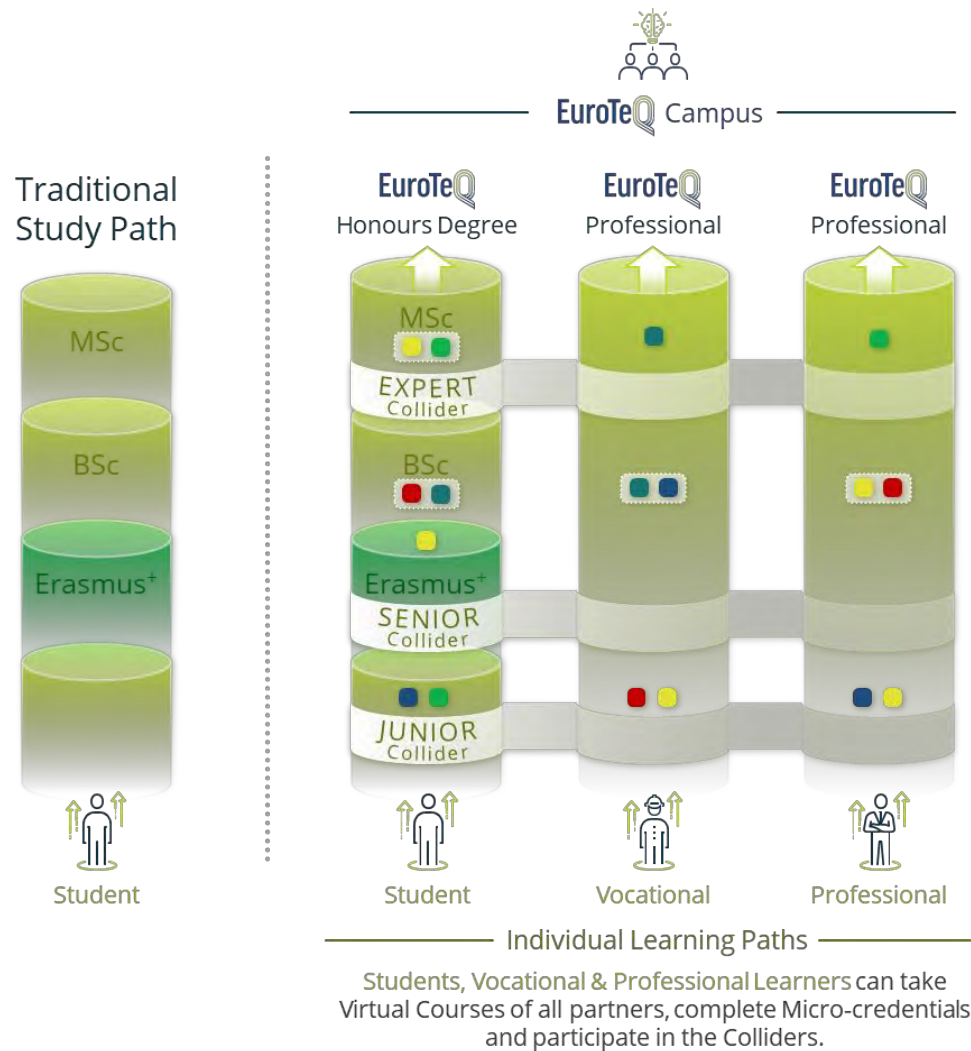 EuroTeQ Campus
Traditional
Study Path
EuroTeQ
Honours Degree
EuroTeQ
Professional
EuroTeQ
Professional
MSc
BSc
Erasmus+
Student
MSc
EXPERT
Collider
BSc
Erasmus+
SENIOR
Collider
JUNIOR
Collider
Student
Vocational
Professional
Individual Learning Paths
Students, Vocational & Professional Learners can take
Virtual Courses of all partners, complete Micro-credentials
and participate in the Colliders.